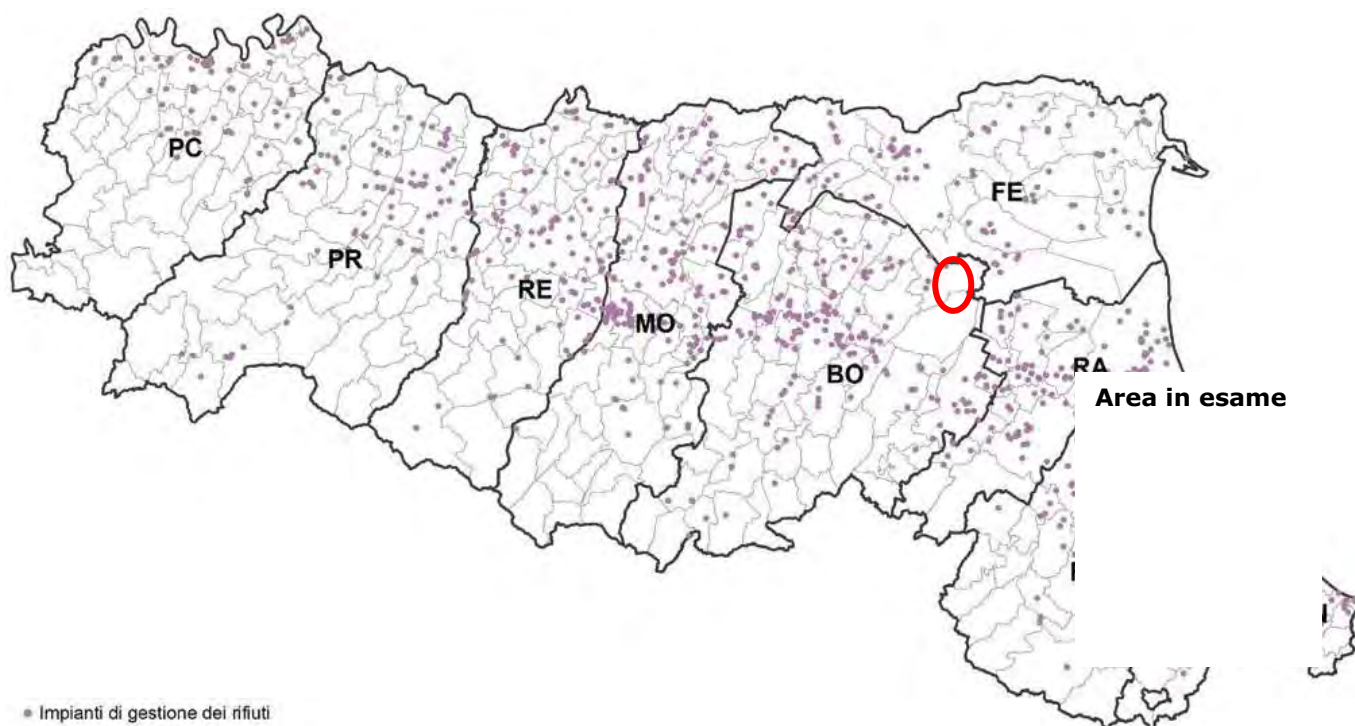 PC
FE
PR
RE
MO
RA
BO
Area in esame
Impianti di gestione dei rifiuti